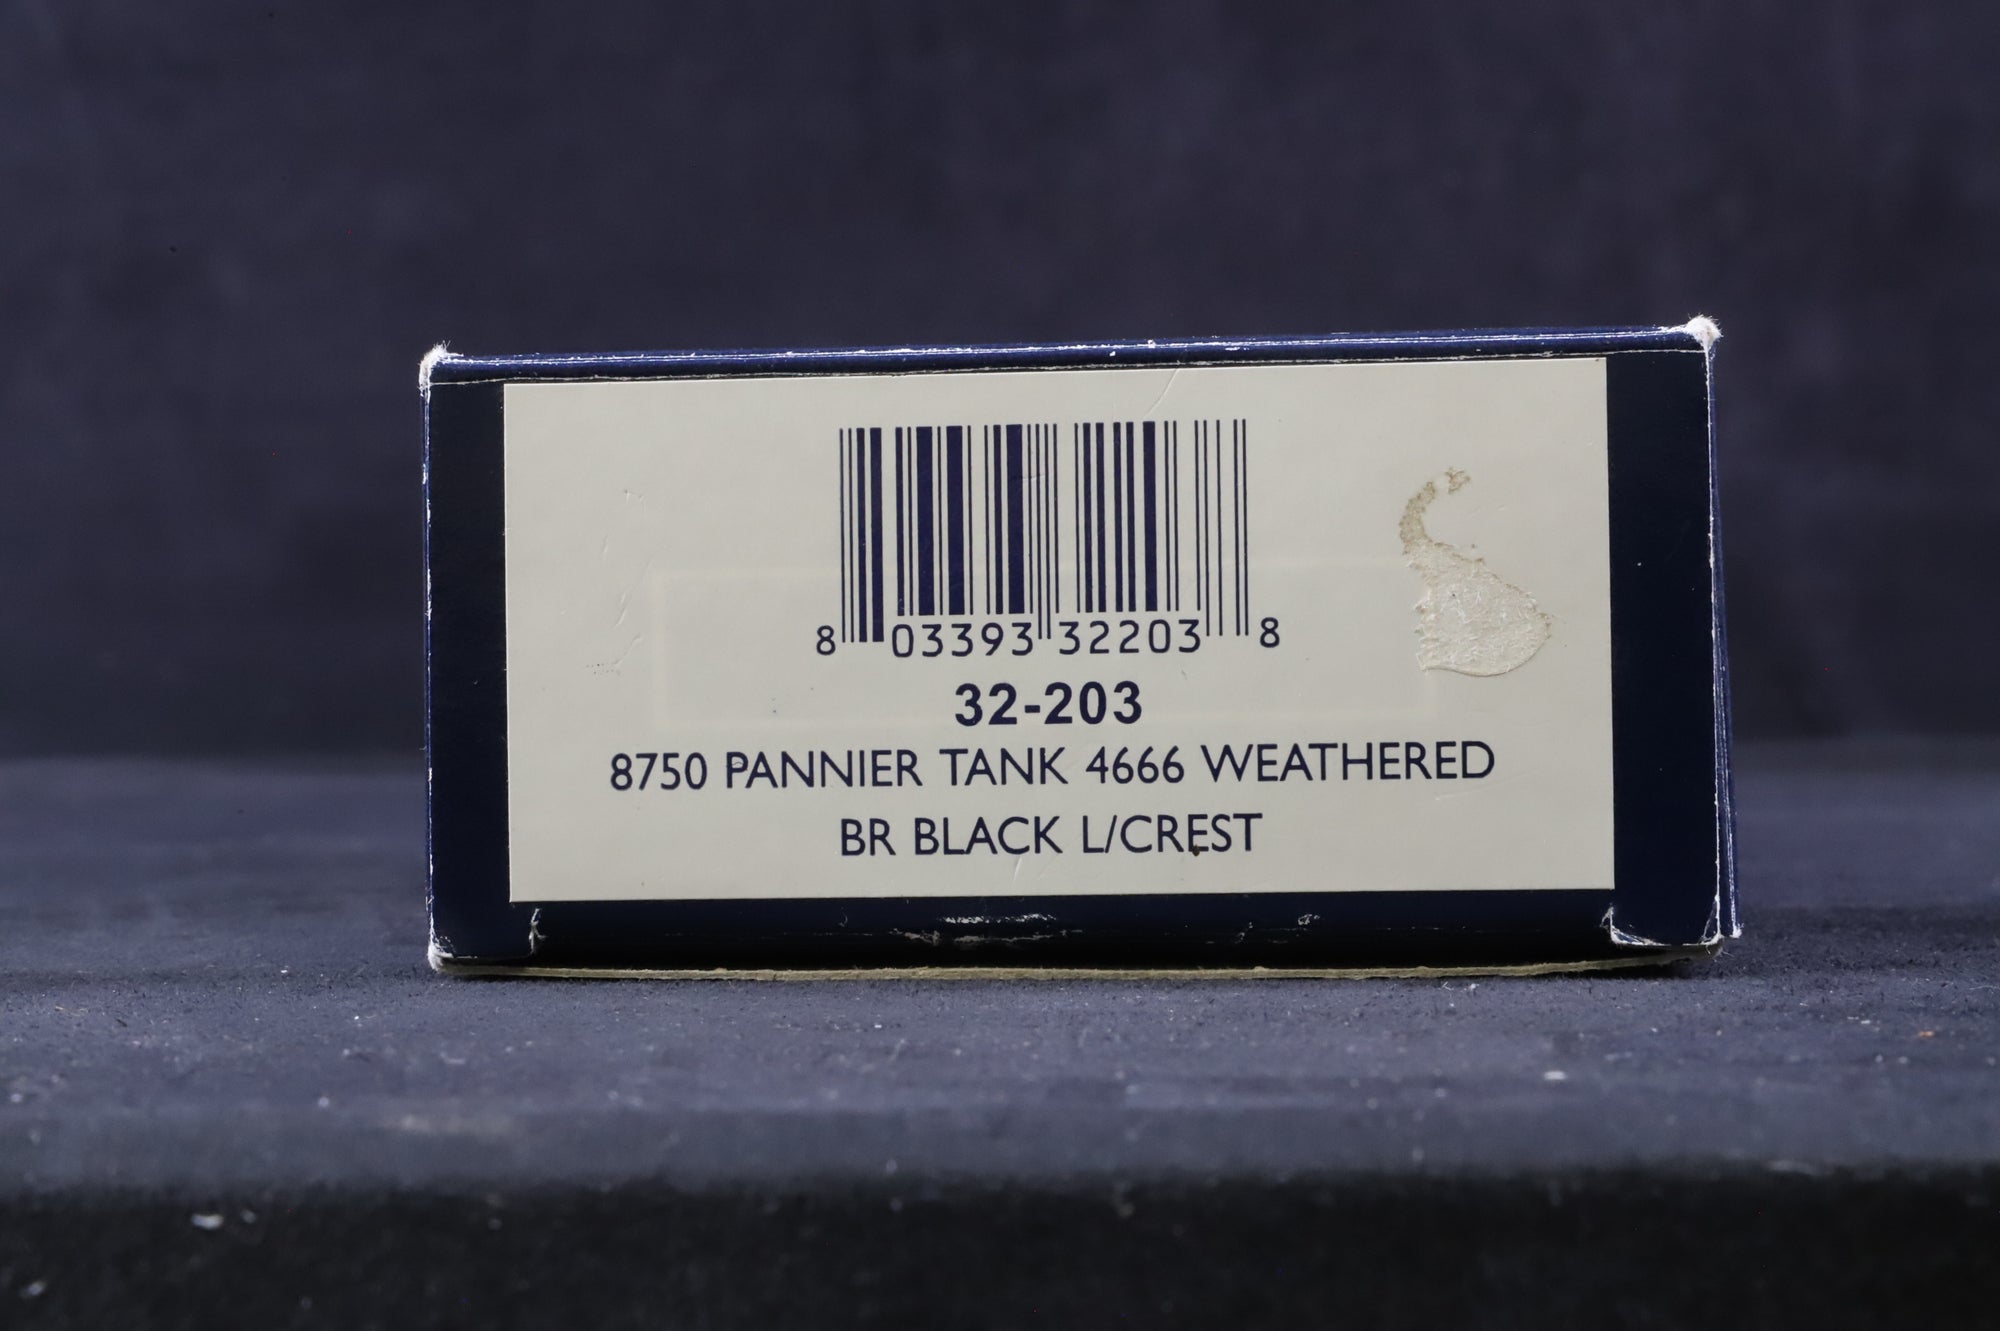 8 03393 32203 8
32-203
8750 PANNIER TANK 4666 WEATHERED
BR BLACK L/CREST